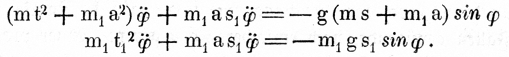 (m t² + m₁ a²) φ̈ + m₁ a s₁ φ̈ = — g (m s + m₁ a) sin φ
m₁ t₁² φ̈ + m₁ a s₁ φ̈ = — m₁ g s₁ sin φ .